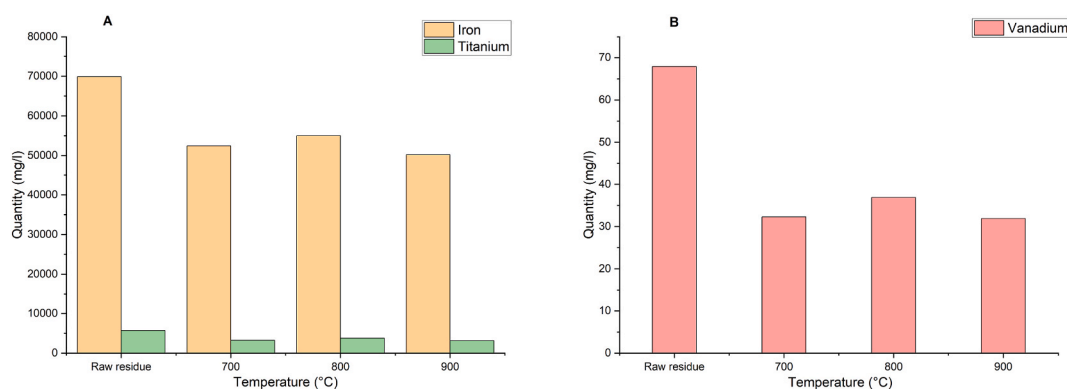 A
Iron
Titanium
80000
70000
60000
50000
40000
30000
20000
10000
0
Quantity (mg/l)
Raw residue 700 800 900
Temperature (°C)
B
Vanadium
70
60
50
40
30
20
10
0
Quantity (mg/l)
Raw residue 700 800 900
Temperature (°C)